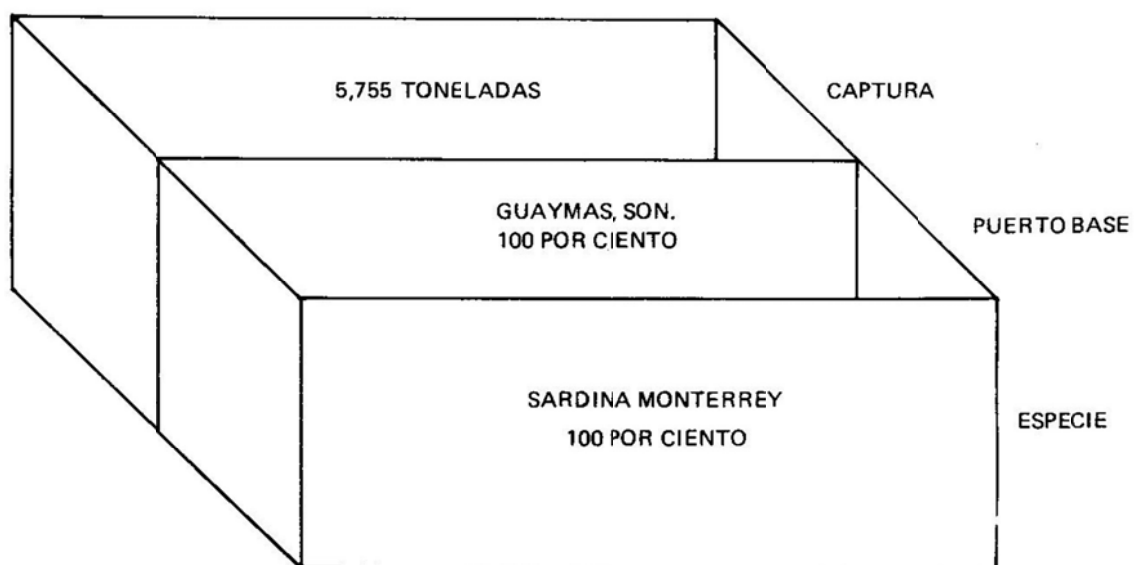 5,755 TONELADAS
CAPTURA
GUAYMAS, SON.
100 POR CIENTO
PUERTO BASE
SARDINA MONTERREY
100 POR CIENTO
ESPECIE